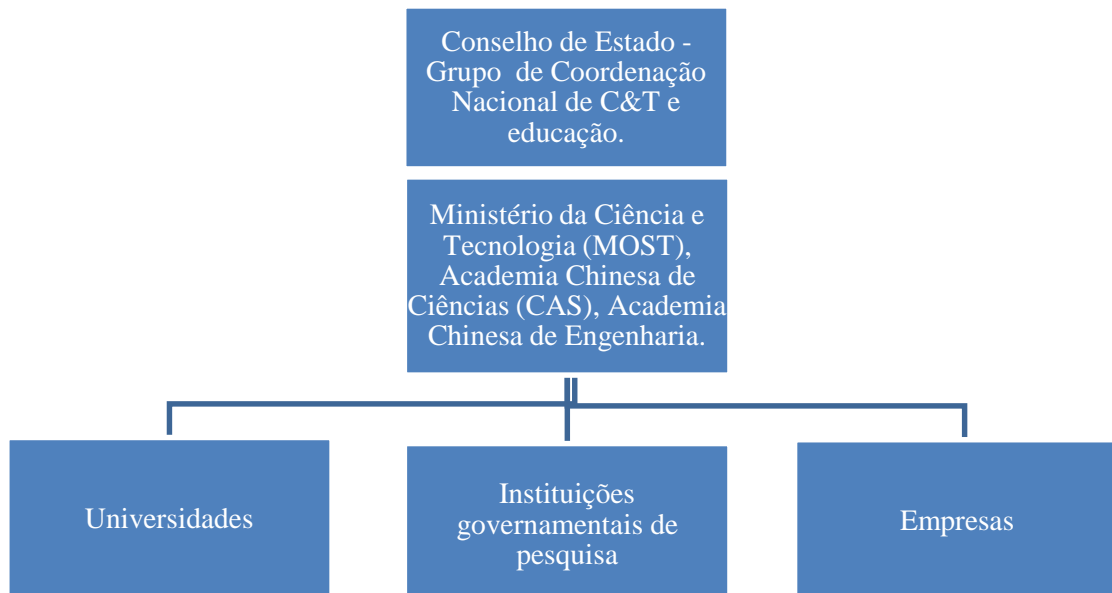 Conselho de Estado -
Grupo de Coordenação
Nacional de C&T e
educação.
Ministério da Ciência e
Tecnologia (MOST),
Academia Chinesa de
Ciências (CAS), Academia
Chinesa de Engenharia.
Universidades
Instituições
governamentais de
pesquisa
Empresas